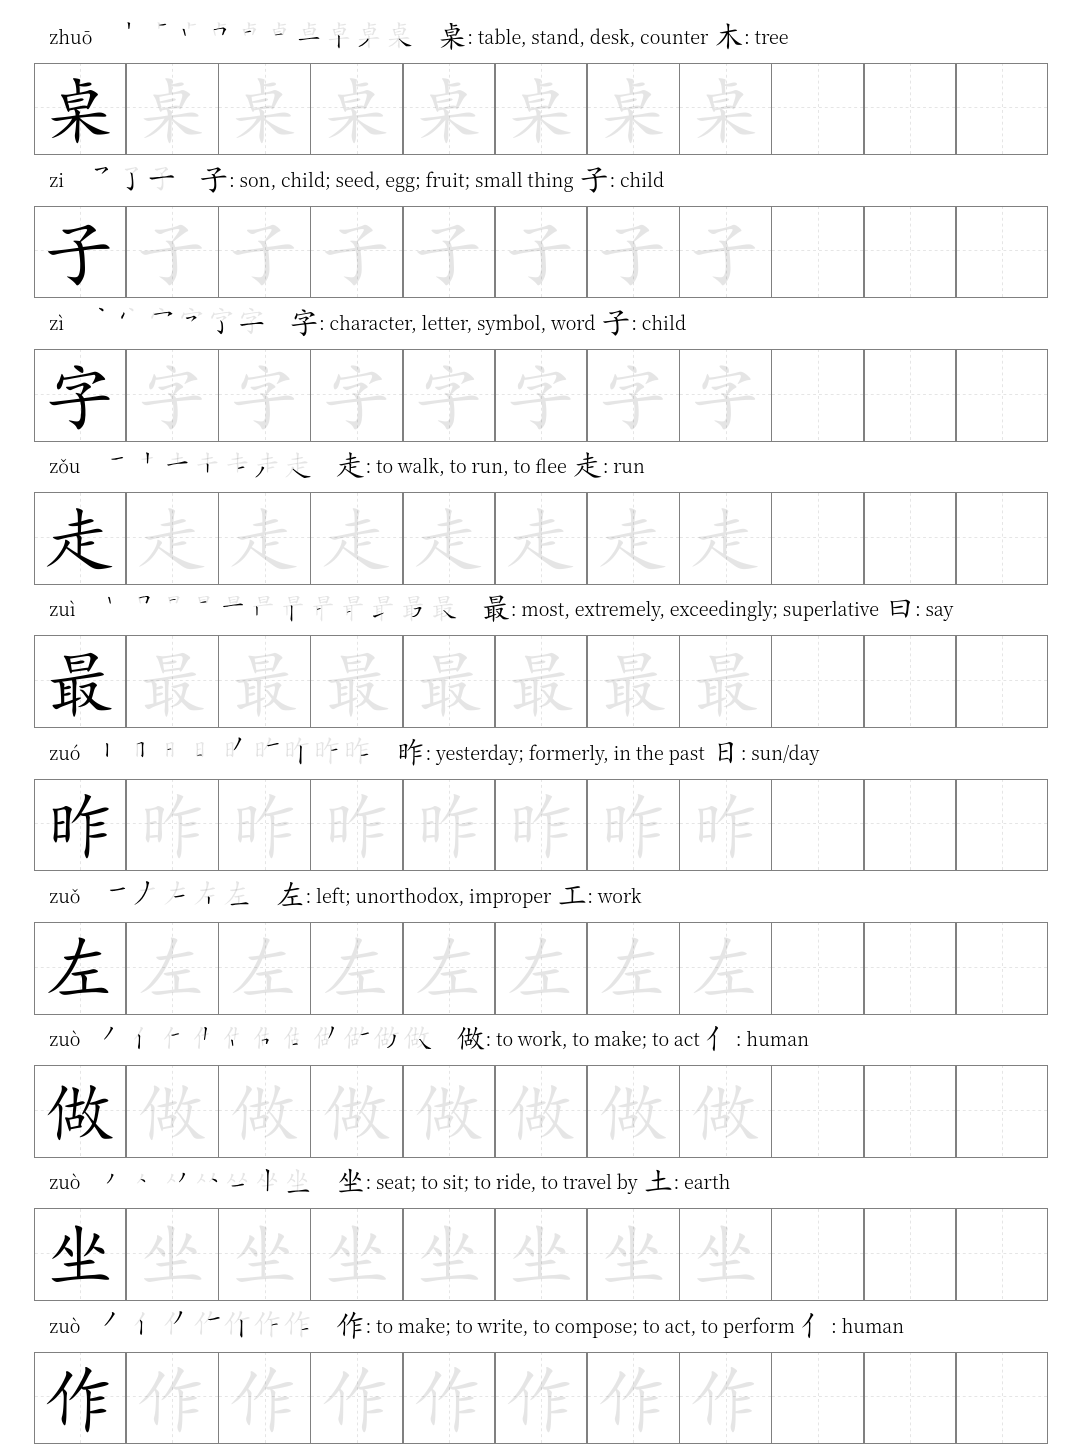 zhuō 桌: table, stand, desk, counter 木: tree
桌 桌 桌 桌 桌 桌 桌 桌
zi 子: son, child; seed, egg; fruit; small thing 子: child
子 子 子 子 子 子 子 子
zì 字: character, letter, symbol, word 子: child
字 字 字 字 字 字 字 字
zǒu 走: to walk, to run, to flee 走: run
走 走 走 走 走 走 走 走
zuì 最: most, extremely, exceedingly; superlative 曰: say
最 最 最 最 最 最 最 最
zuó 昨: yesterday; formerly, in the past 日: sun/day
昨 昨 昨 昨 昨 昨 昨 昨
zuǒ 左: left; unorthodox, improper 工: work
左 左 左 左 左 左 左 左
zuò 做: to work, to make; to act 亻: human
做 做 做 做 做 做 做 做
zuò 坐: seat; to sit; to ride, to travel by 土: earth
坐 坐 坐 坐 坐 坐 坐 坐
zuò 作: to make; to write, to compose; to act, to perform 亻: human
作 作 作 作 作 作 作 作